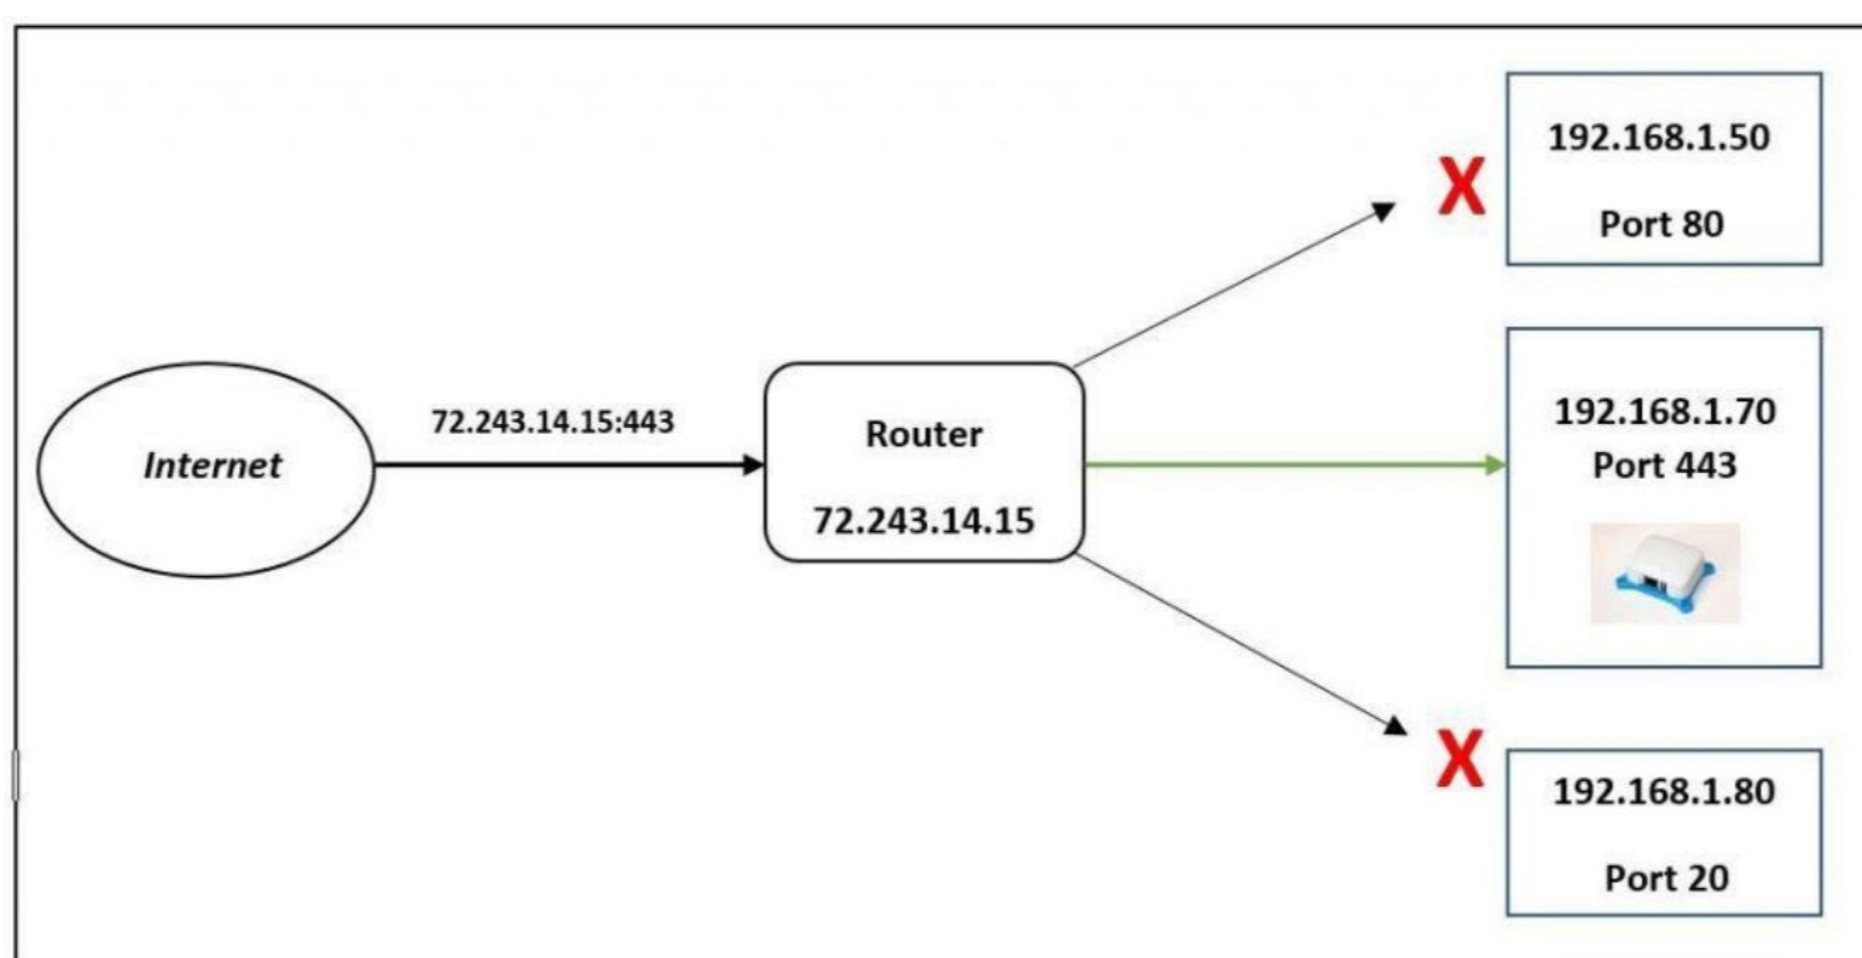 192.168.1.50
X
Port 80
192.168.1.70
72.243.14.15:443
Router
Internet
Port 443
72.243.14.15
X
192.168.1.80
Port 20